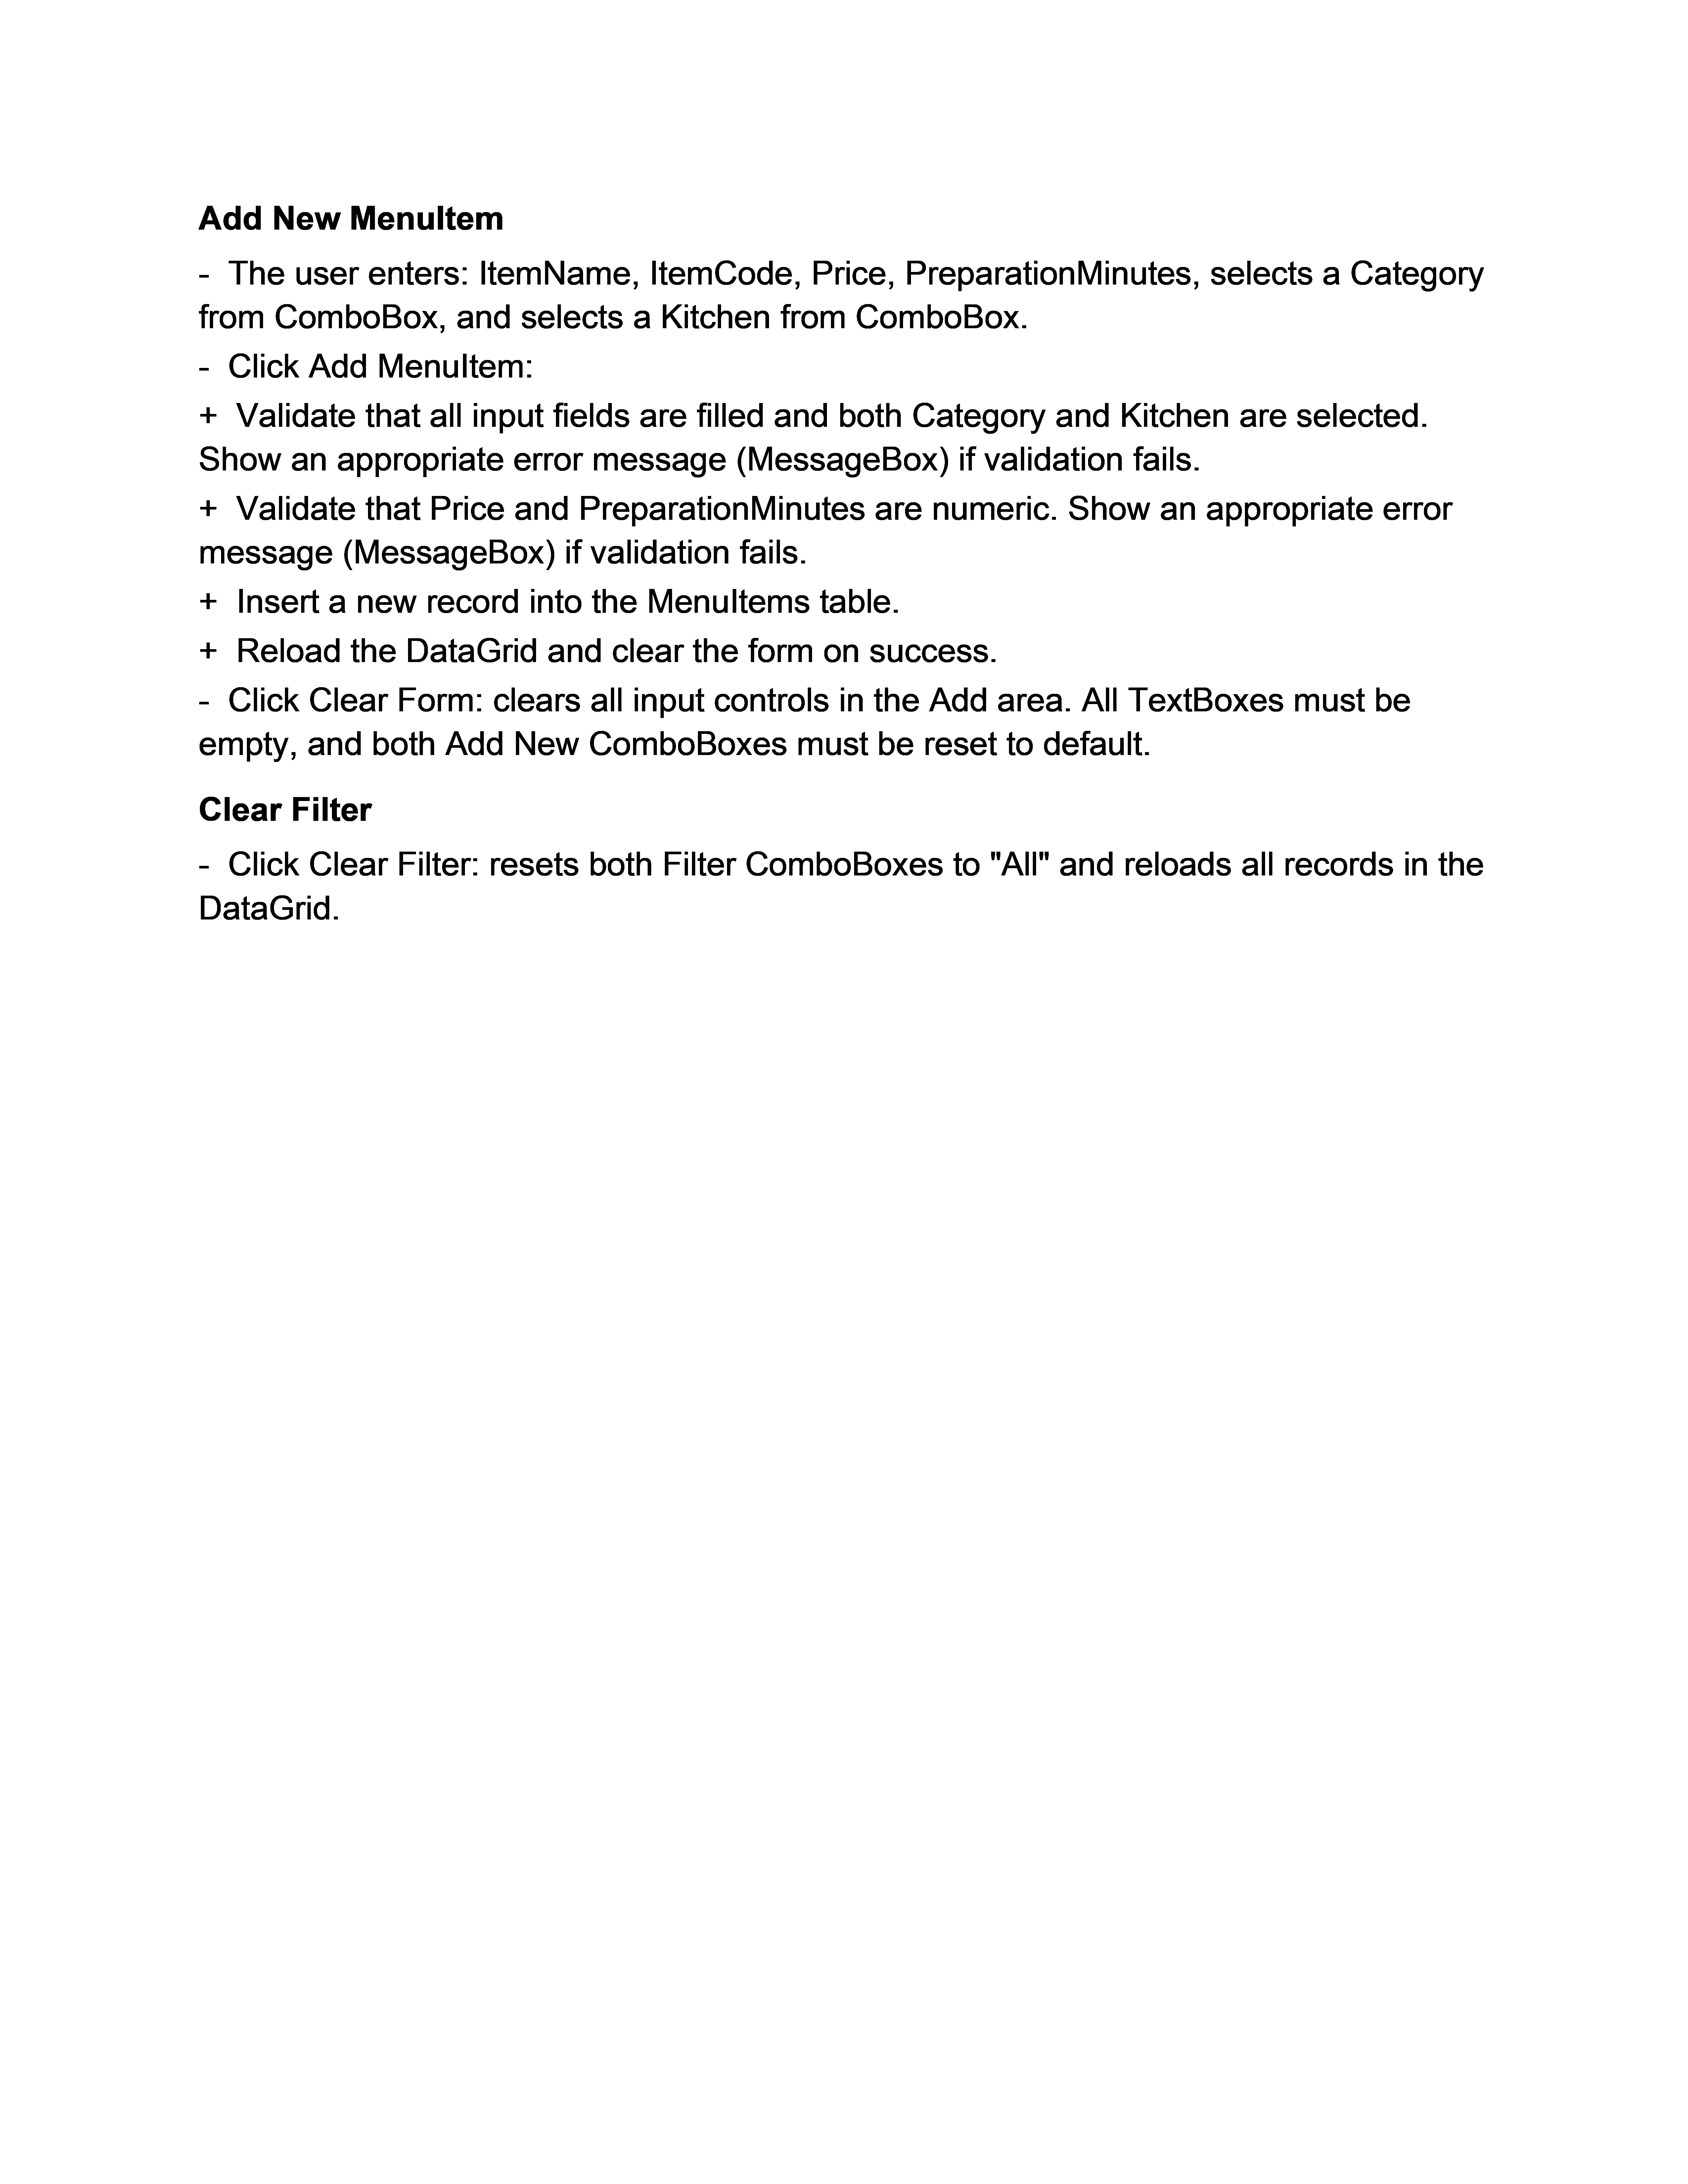 Add New MenuItem
-  The user enters: ItemName, ItemCode, Price, PreparationMinutes, selects a Category
from ComboBox, and selects a Kitchen from ComboBox.
-  Click Add MenuItem:
+  Validate that all input fields are filled and both Category and Kitchen are selected.
Show an appropriate error message (MessageBox) if validation fails.
+  Validate that Price and PreparationMinutes are numeric. Show an appropriate error
message (MessageBox) if validation fails.
+  Insert a new record into the MenuItems table.
+  Reload the DataGrid and clear the form on success.
-  Click Clear Form: clears all input controls in the Add area. All TextBoxes must be
empty, and both Add New ComboBoxes must be reset to default.
Clear Filter
-  Click Clear Filter: resets both Filter ComboBoxes to "All" and reloads all records in the
DataGrid.